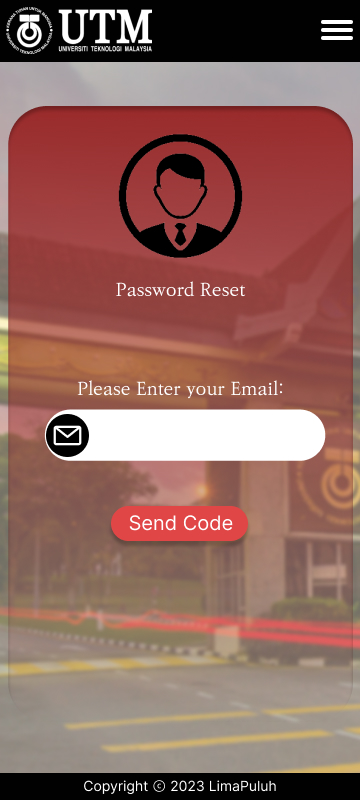 UTM
UNIVERSITI TEKNOLOGI MALAYSIA
Password Reset
Please Enter your Email:
Send Code
Copyright © 2023 LimaPuluh